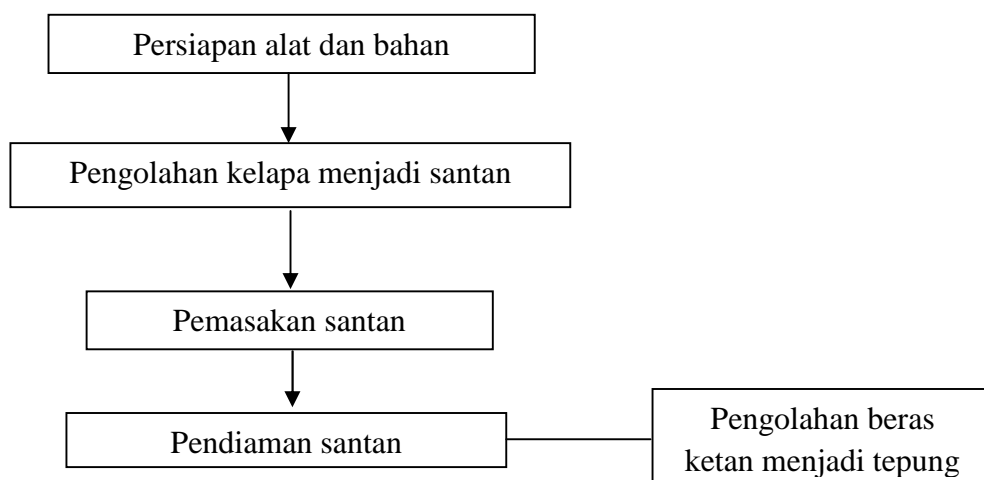 Persiapan alat dan bahan
Pengolahan kelapa menjadi santan
Pemasakan santan
Pendiaman santan
Pengolahan beras
ketan menjadi tepung